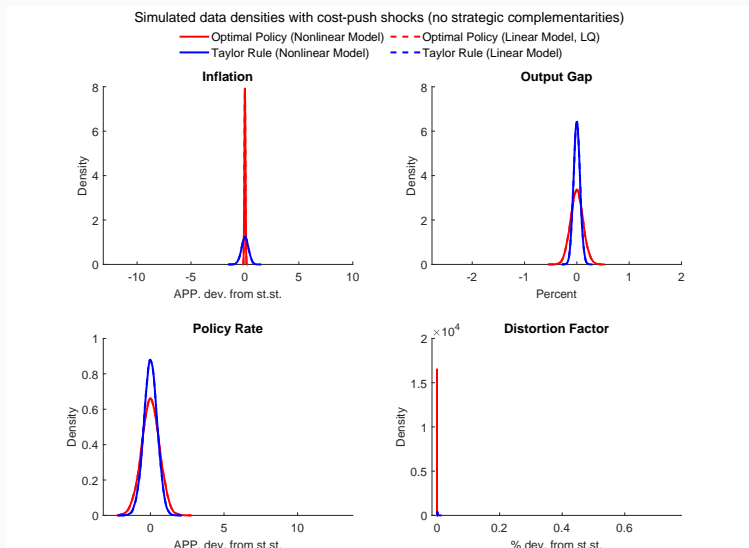 Simulated data densities with cost-push shocks (no strategic complementarities)
Optimal Policy (Nonlinear Model) Optimal Policy (Linear Model, LQ)
Taylor Rule (Nonlinear Model) Taylor Rule (Linear Model)
Inflation
8
6
4
2
0
Density
-10 -5 0 5 10
APP. dev. from st.st.
Output Gap
8
6
4
2
0
Density
-2 -1 0 1 2
Percent
Policy Rate
1
0.8
0.6
0.4
0.2
0
Density
0 5 10
APP. dev. from st.st.
Distortion Factor
×10^4
2
1.5
1
0.5
0
Density
0 0.2 0.4 0.6
% dev. from st.st.